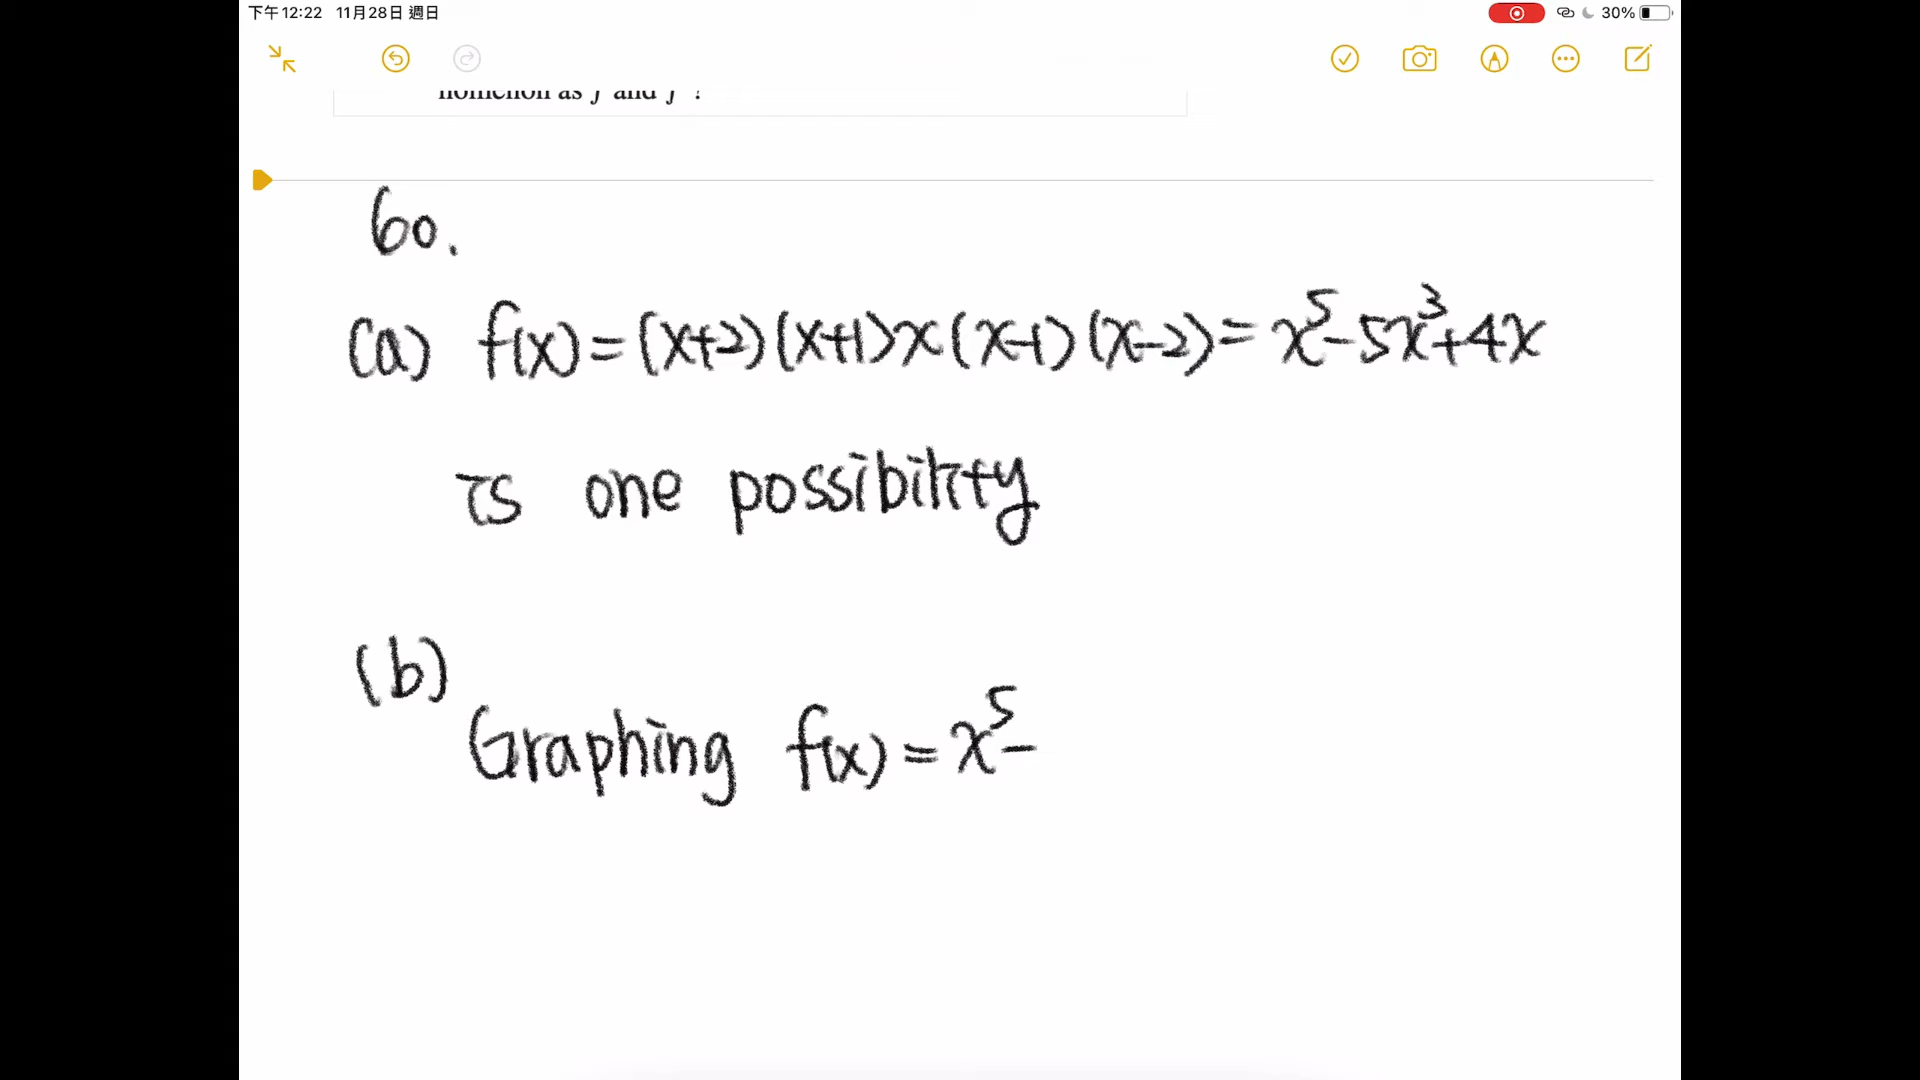 下午12:22 11月28日 週日
30%
60.
(a) f(x)=(x+2)(x+1)x(x-1)(x-2)=x⁵-5x³+4x
is one possibility
(b)
Graphing f(x)=x⁵-